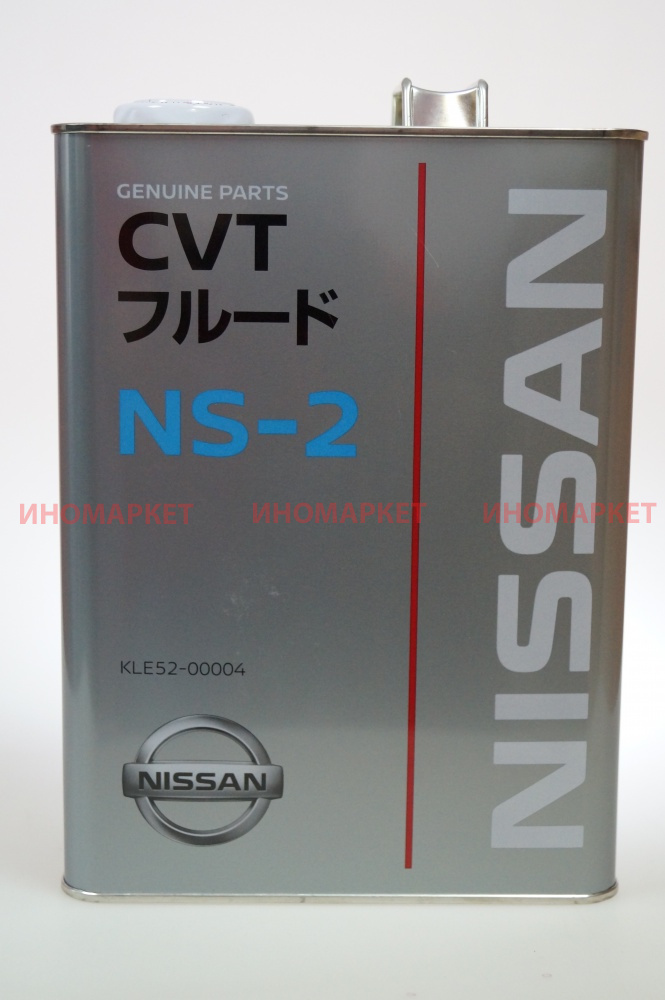 GENUINE PARTS
CVT
フルード
NS-2
NISSAN
ИНОМАРКЕТ ИНОМАРКЕТ ИНОМАРКЕТ
KLE52-00004
NISSAN